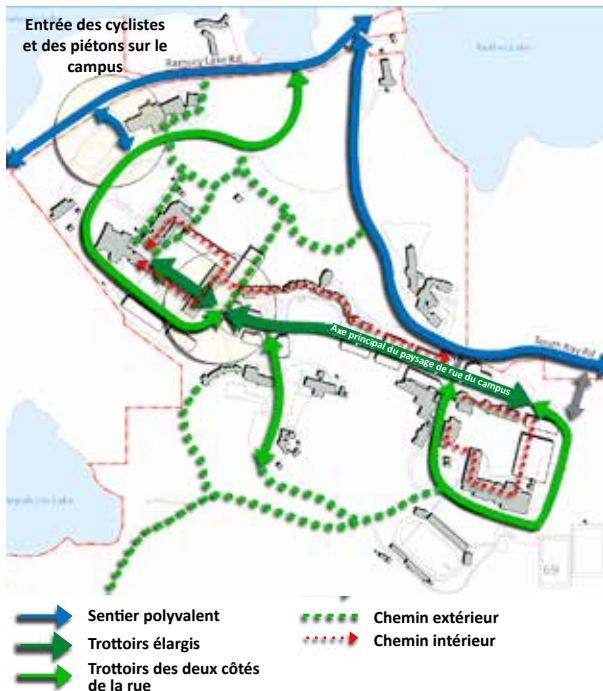 Entrée des cyclistes
et des piétons sur le
campus
Ramsey Lake Rd
Axe principal du paysage de rue du campus
South Bay Rd
Lake
69
Sentier polyvalent
Trottoirs élargis
Trottoirs des deux côtés
de la rue
Chemin extérieur
Chemin intérieur